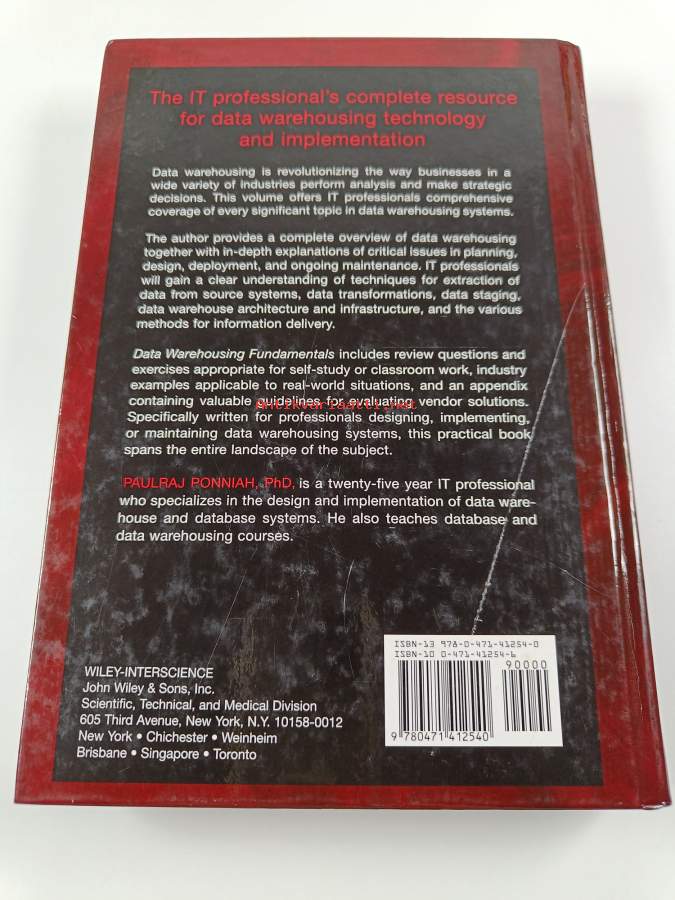 The IT professional's complete resource
for data warehousing technology
and implementation
Data warehousing is revolutionizing the way businesses in a
wide variety of industries perform analysis and make strategic
decisions. This volume offers IT professionals comprehensive
coverage of every significant topic in data warehousing systems.
The author provides a complete overview of data warehousing
together with in-depth explanations of critical issues in planning,
design, deployment, and ongoing maintenance. IT professionals
will gain a clear understanding of techniques for extraction of
data from source systems, data transformations, data staging,
data warehouse architecture and infrastructure, and the various
methods for information delivery.
Data Warehousing Fundamentals includes review questions and
exercises appropriate for self-study or classroom work, industry
examples applicable to real-world situations, and an appendix
containing valuable guidelines for evaluating vendor solutions.
antikvariaatti.net
Specifically written for professionals designing, implementing,
or maintaining data warehousing systems, this practical book
spans the entire landscape of the subject.
PAULRAJ PONNIAH, PhD, is a twenty-five year IT professional
who specializes in the design and implementation of data ware-
house and database systems. He also teaches database and
data warehousing courses.
WILEY-INTERSCIENCE
John Wiley & Sons, Inc.
Scientific, Technical, and Medical Division
605 Third Avenue, New York, N.Y. 10158-0012
New York • Chichester • Weinheim
Brisbane • Singapore • Toronto
ISBN-13 978-0-471-41254-0
ISBN-10 0-471-41254-6
90000
9 780471 412540